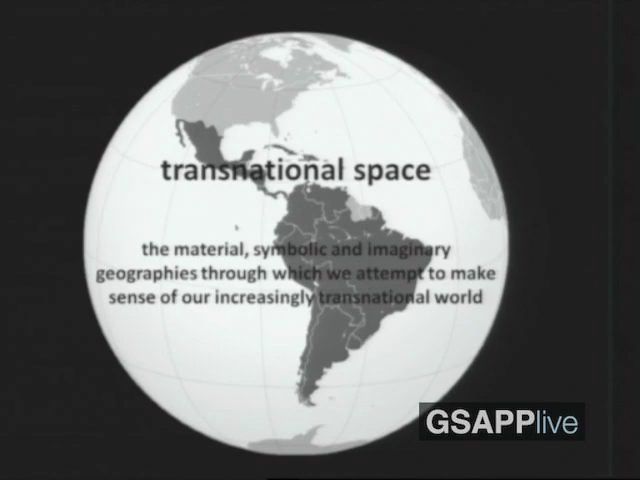 transnational space
the material, symbolic and imaginary
geographies through which we attempt to make
sense of our increasingly transnational world
GSAPPlive